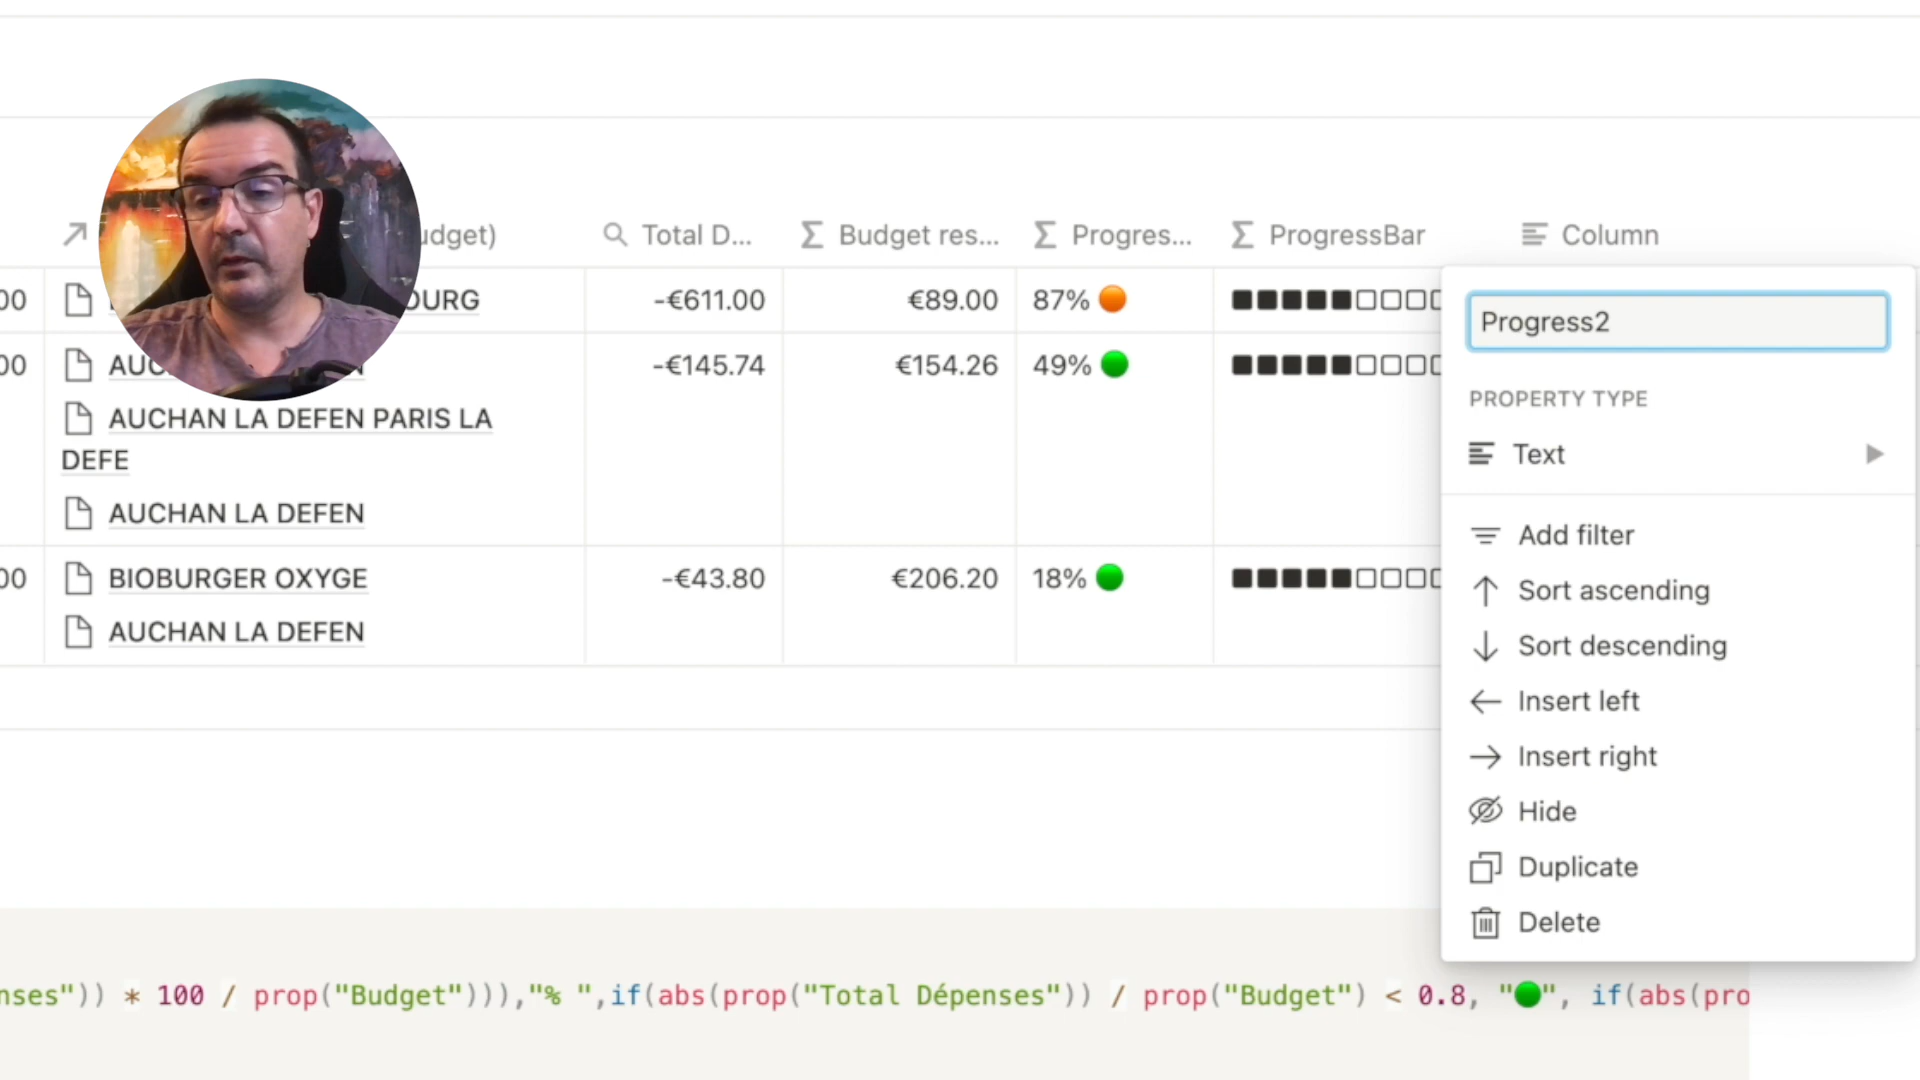 udget) Total D... Budget res... Progres... ProgressBar Column
00 OURG -€611.00 €89.00 87%
00 AUC N -€145.74 €154.26 49%
AUCHAN LA DEFEN PARIS LA
DEFE
AUCHAN LA DEFEN
00 BIOBURGER OXYGE -€43.80 €206.20 18%
AUCHAN LA DEFEN
Progress2
PROPERTY TYPE
Text
Add filter
Sort ascending
Sort descending
Insert left
Insert right
Hide
Duplicate
Delete
nses")) * 100 / prop("Budget"))),"% ",if(abs(prop("Total Dépenses")) / prop("Budget") < 0.8, "🟢", if(abs(pro